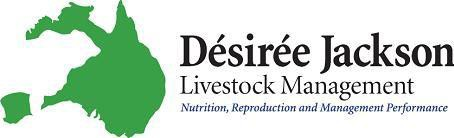 Désirée Jackson
Livestock Management
Nutrition, Reproduction and Management Performance